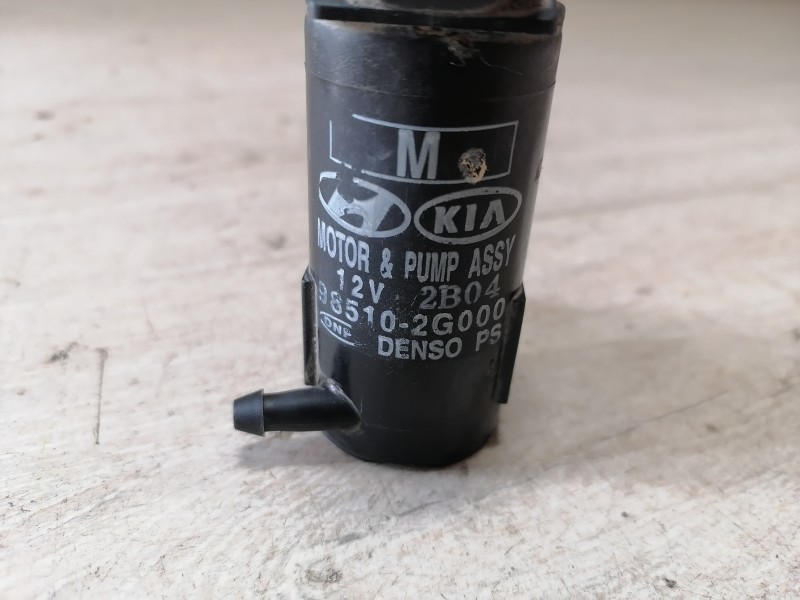 M
KIA
MOTOR & PUMP ASSY
12V 2B04
98510-2G000
DENSO PS